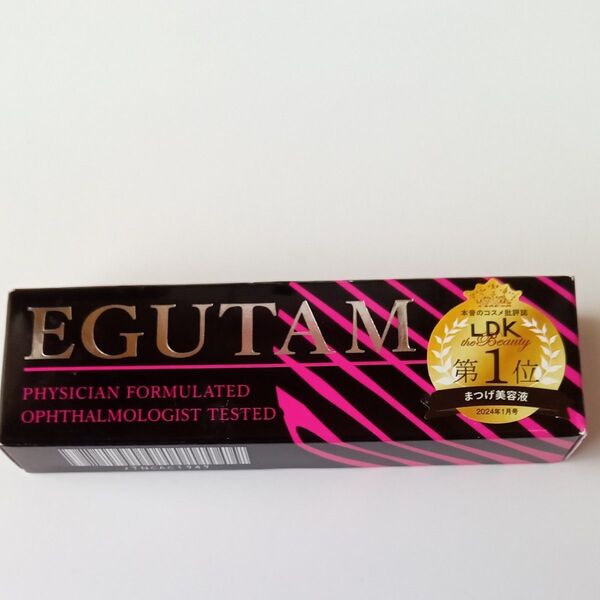 EGUTAM
PHYSICIAN FORMULATED
OPHTHALMOLOGIST TESTED
本音のコスメ批評誌
LDK
the Beauty
第1位
まつげ美容液
2024年1月号